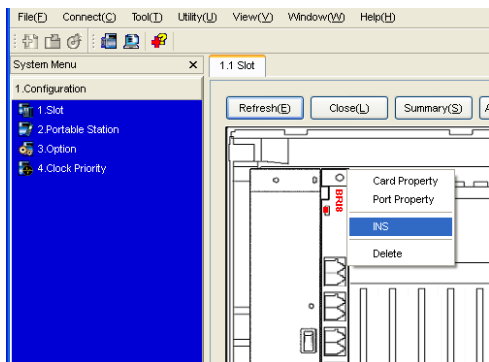 File(F) Connect(C) Tool(T) Utility(U) View(V) Window(W) Help(H)
System Menu X 1.1 Slot
1.Configuration
1.Slot
2.Portable Station
3.Option
4.Clock Priority
Refresh(E) Close(L) Summary(S) A
Card Property
Port Property
INS
Delete
BRI8